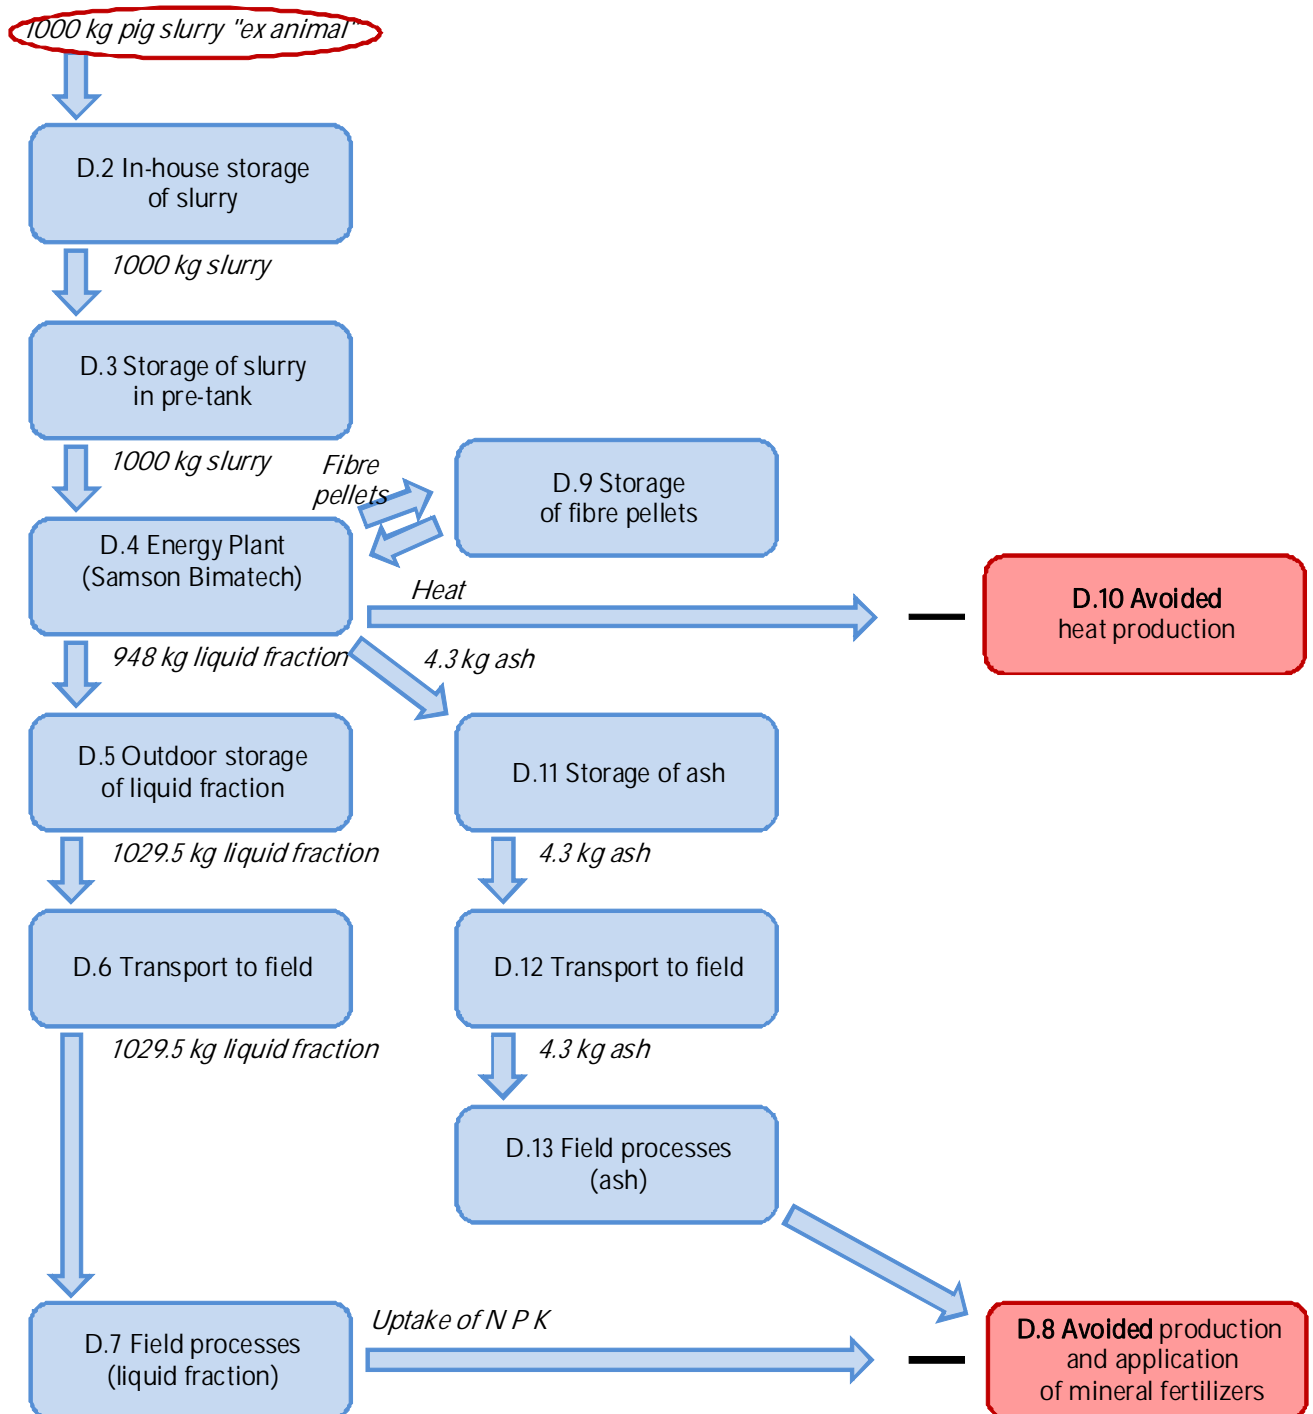 1000 kg pig slurry "ex animal"
D.2 In-house storage
of slurry
1000 kg slurry
D.3 Storage of slurry
in pre-tank
1000 kg slurry
Fibre
pellets
D.9 Storage
of fibre pellets
D.4 Energy Plant
(Samson Bimatech)
Heat
D.10 Avoided
heat production
948 kg liquid fraction
4.3 kg ash
D.5 Outdoor storage
of liquid fraction
D.11 Storage of ash
1029.5 kg liquid fraction
4.3 kg ash
D.6 Transport to field
D.12 Transport to field
1029.5 kg liquid fraction
4.3 kg ash
D.13 Field processes
(ash)
Uptake of N P K
D.7 Field processes
(liquid fraction)
D.8 Avoided production
and application
of mineral fertilizers